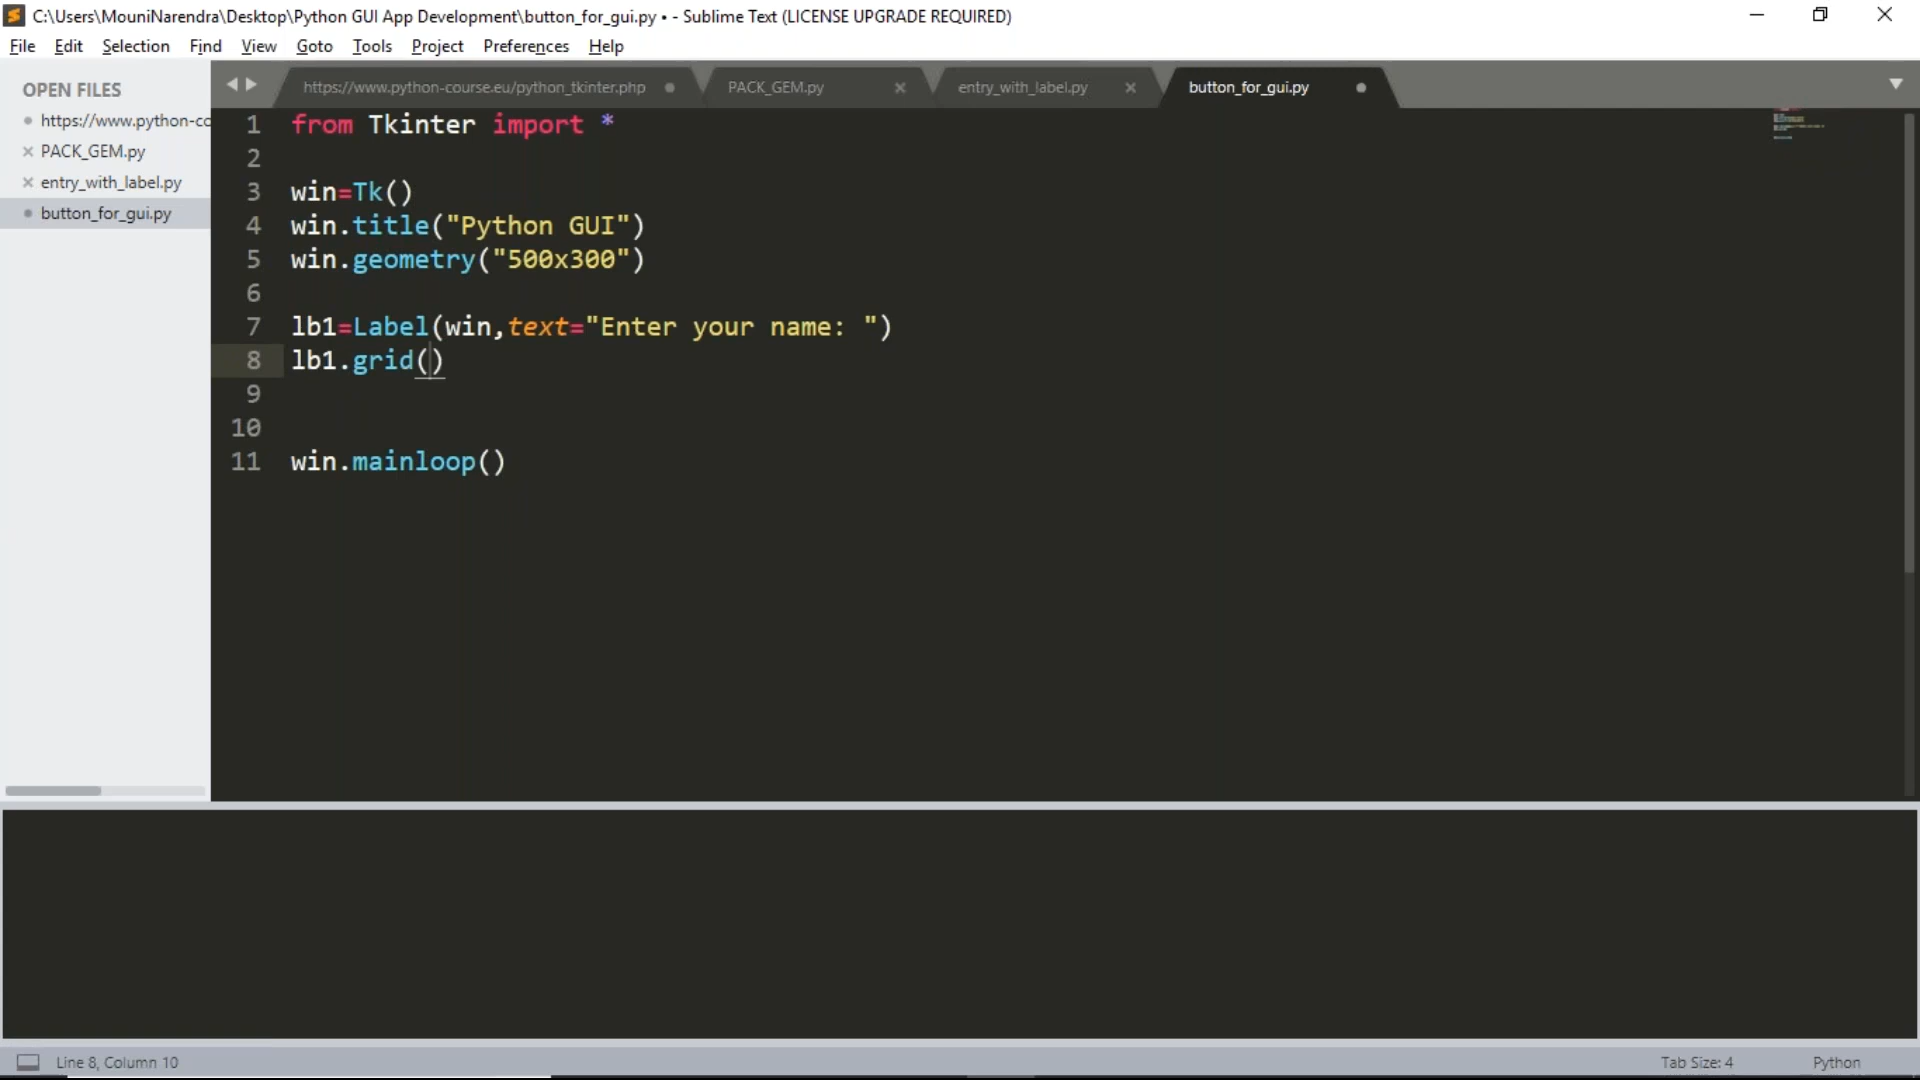 C:\Users\MouniNarendra\Desktop\Python GUI App Development\button_for_gui.py • - Sublime Text (LICENSE UPGRADE REQUIRED)
File Edit Selection Find View Goto Tools Project Preferences Help
OPEN FILES
https://www.python-co
PACK_GEM.py
entry_with_label.py
button_for_gui.py
https://www.python-course.eu/python_tkinter.php PACK_GEM.py entry_with_label.py button_for_gui.py
1 from Tkinter import *
2
3 win=Tk()
4 win.title("Python GUI")
5 win.geometry("500x300")
6
7 lb1=Label(win,text="Enter your name: ")
8 lb1.grid()
9
10
11 win.mainloop()
Line 8, Column 10 Tab Size: 4 Python